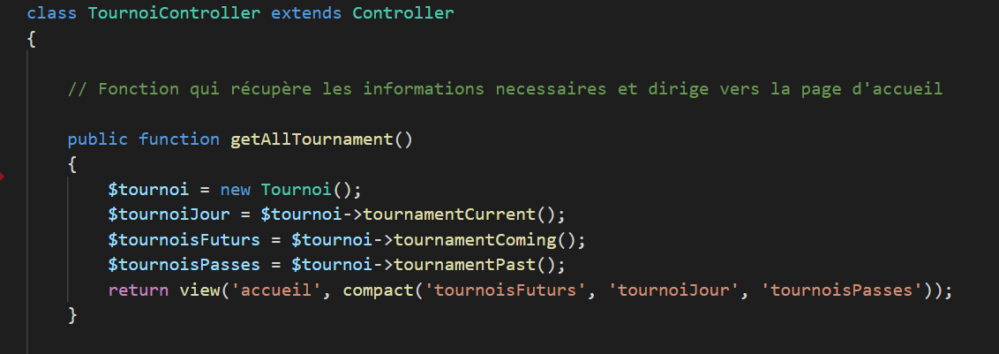 class TournoiController extends Controller
{
// Fonction qui récupère les informations necessaires et dirige vers la page d'accueil
public function getAllTournament()
{
$tournoi = new Tournoi();
$tournoiJour = $tournoi->tournamentCurrent();
$tournoisFuturs = $tournoi->tournamentComing();
$tournoisPasses = $tournoi->tournamentPast();
return view('accueil', compact('tournoisFuturs', 'tournoiJour', 'tournoisPasses'));
}